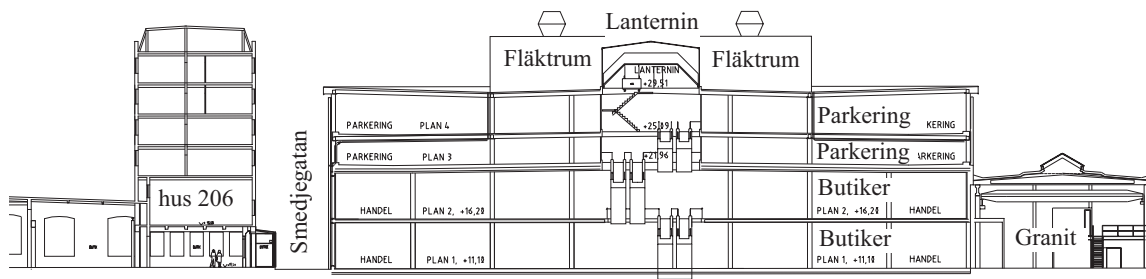 Lanternin
Fläktrum
Fläktrum
LANTERNIN
+29,51
PARKERING PLAN 4
+25,09
Parkering
KERING
PARKERING PLAN 3
+21,96
Parkering
ARKERING
hus 206
Smedjegatan
HANDEL PLAN 2, +16,20
Butiker
PLAN 2, +16,20 HANDEL
HANDEL PLAN 1, +11,10
Butiker
PLAN 1, +11,10 HANDEL
Granit